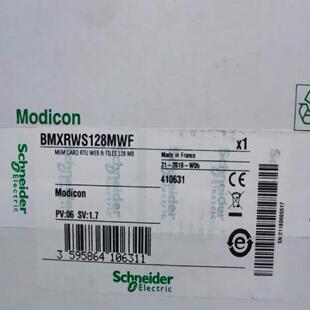 Modicon
BMXRWS128MWF
x1
MEM CARD RTU WEB & FILES 128 MB
Made in France
21-2018-W06
410631
Schneider
Electric
Modicon
PV:06 SV:1.7
3 595864 106311
Schneider
Electric